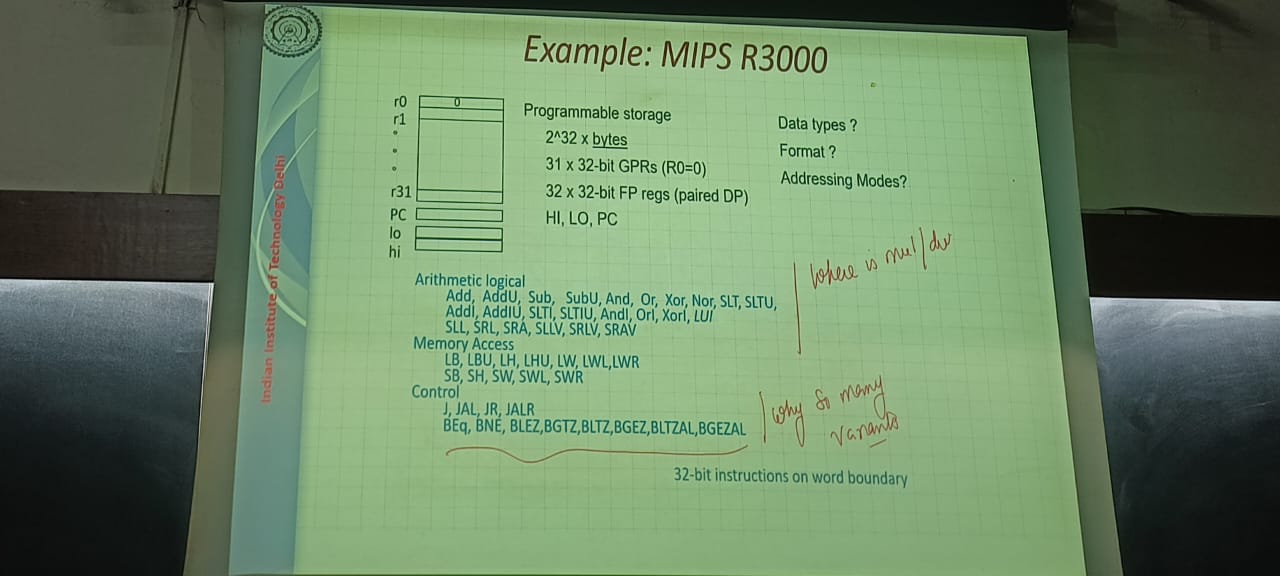 Example: MIPS R3000
r0
0
r1
r31
PC
lo
hi
Programmable storage
2^32 x bytes
31 x 32-bit GPRs (R0=0)
32 x 32-bit FP regs (paired DP)
HI, LO, PC
Data types ?
Format ?
Addressing Modes?
Where is mul/div
Arithmetic logical
Add, AddU, Sub, SubU, And, Or, Xor, Nor, SLT, SLTU,
AddI, AddIU, SLTI, SLTIU, AndI, OrI, XorI, LUI
SLL, SRL, SRA, SLLV, SRLV, SRAV
Memory Access
LB, LBU, LH, LHU, LW, LWL,LWR
SB, SH, SW, SWL, SWR
Control
J, JAL, JR, JALR
BEq, BNE, BLEZ,BGTZ,BLTZ,BGEZ,BLTZAL,BGEZAL
why so many
variants
32-bit instructions on word boundary
Indian Institute of Technology Delhi